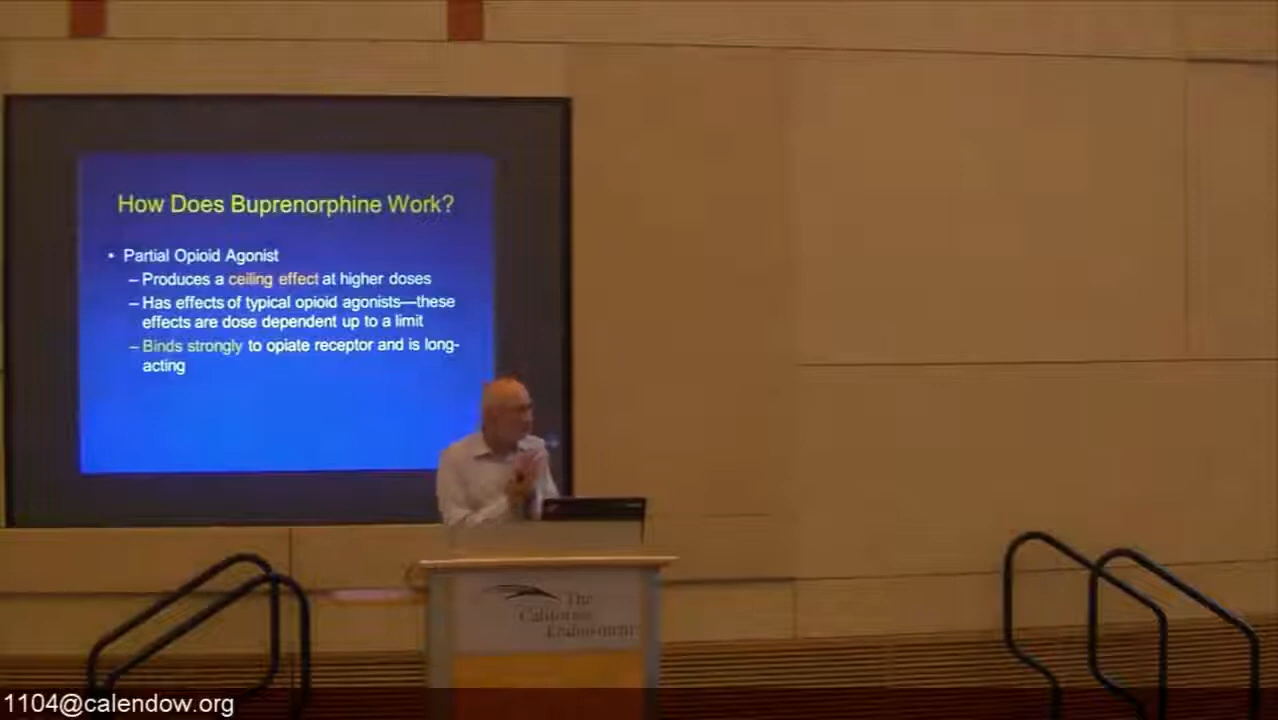 How Does Buprenorphine Work?
• Partial Opioid Agonist
– Produces a ceiling effect at higher doses
– Has effects of typical opioid agonists—these
effects are dose dependent up to a limit
– Binds strongly to opiate receptor and is long-
acting
The
California
Endowment
1104@calendow.org